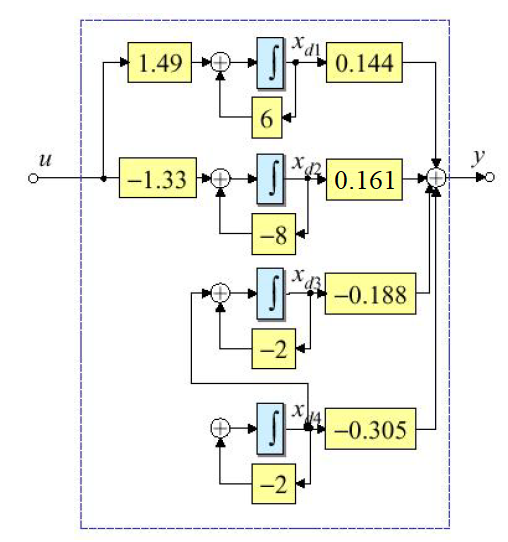 1.49 ∫ x_d1 0.144
6
u y
−1.33 ∫ x_d2 0.161
−8
∫ x_d3 −0.188
−2
∫ x_d4 −0.305
−2